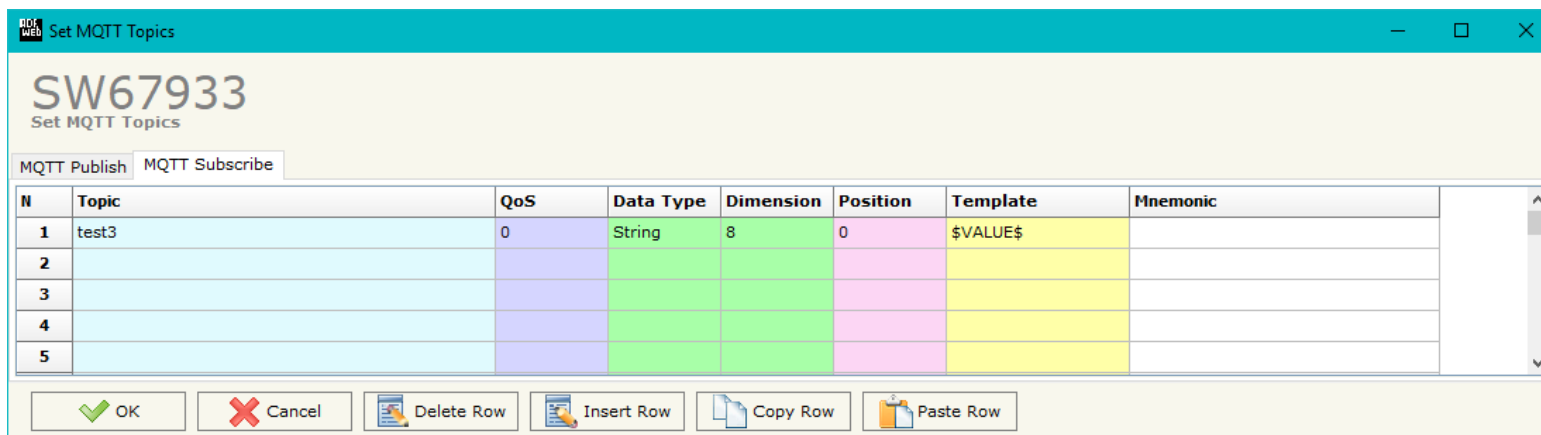 ADF WEB Set MQTT Topics
SW67933
Set MQTT Topics
MQTT Publish MQTT Subscribe
N Topic QoS Data Type Dimension Position Template Mnemonic
1 test3 0 String 8 0 $VALUE$
2
3
4
5
OK Cancel Delete Row Insert Row Copy Row Paste Row